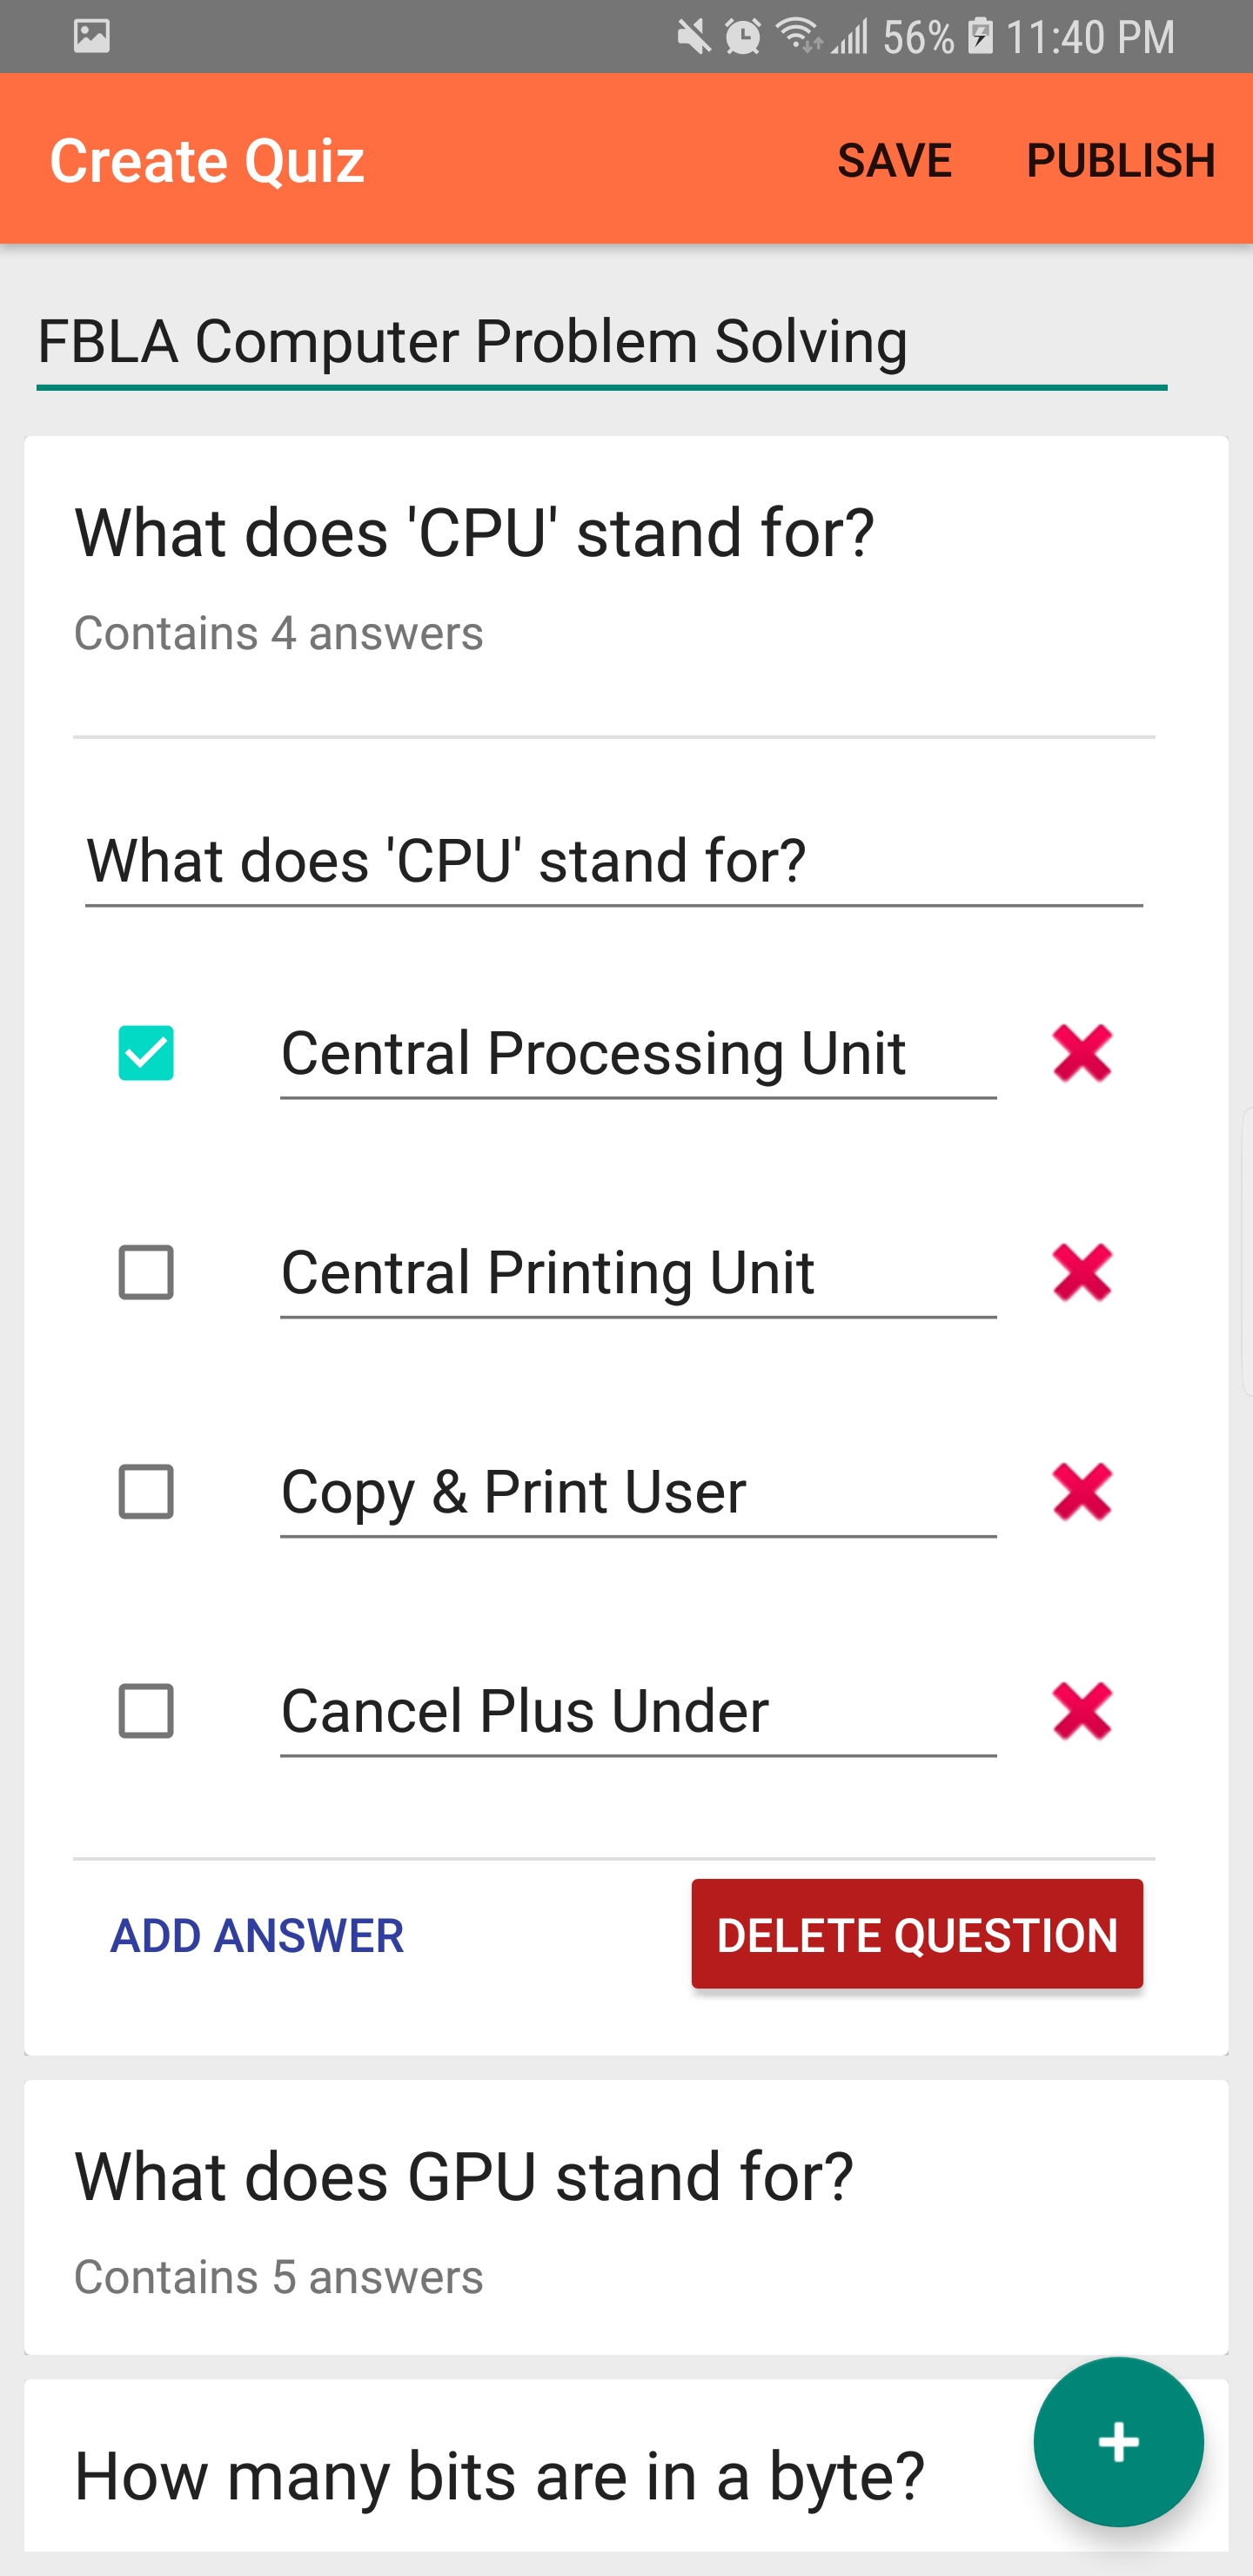 56% 11:40 PM
Create Quiz SAVE PUBLISH
FBLA Computer Problem Solving
What does 'CPU' stand for?
Contains 4 answers
What does 'CPU' stand for?
Central Processing Unit
Central Printing Unit
Copy & Print User
Cancel Plus Under
ADD ANSWER DELETE QUESTION
What does GPU stand for?
Contains 5 answers
How many bits are in a byte?